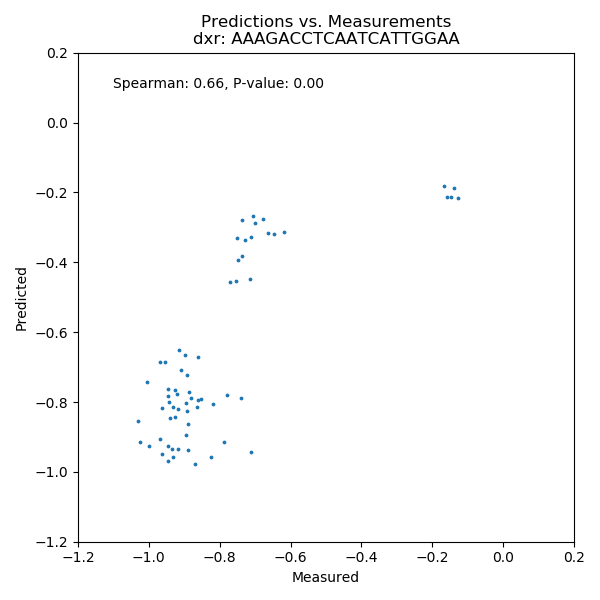 Predictions vs. Measurements
dxr: AAAGACCTCAATCATTGGAA
Spearman: 0.66, P-value: 0.00
0.2
0.0
−0.2
−0.4
−0.6
−0.8
−1.0
−1.2
Predicted
−1.2 −1.0 −0.8 −0.6 −0.4 −0.2 0.0 0.2
Measured